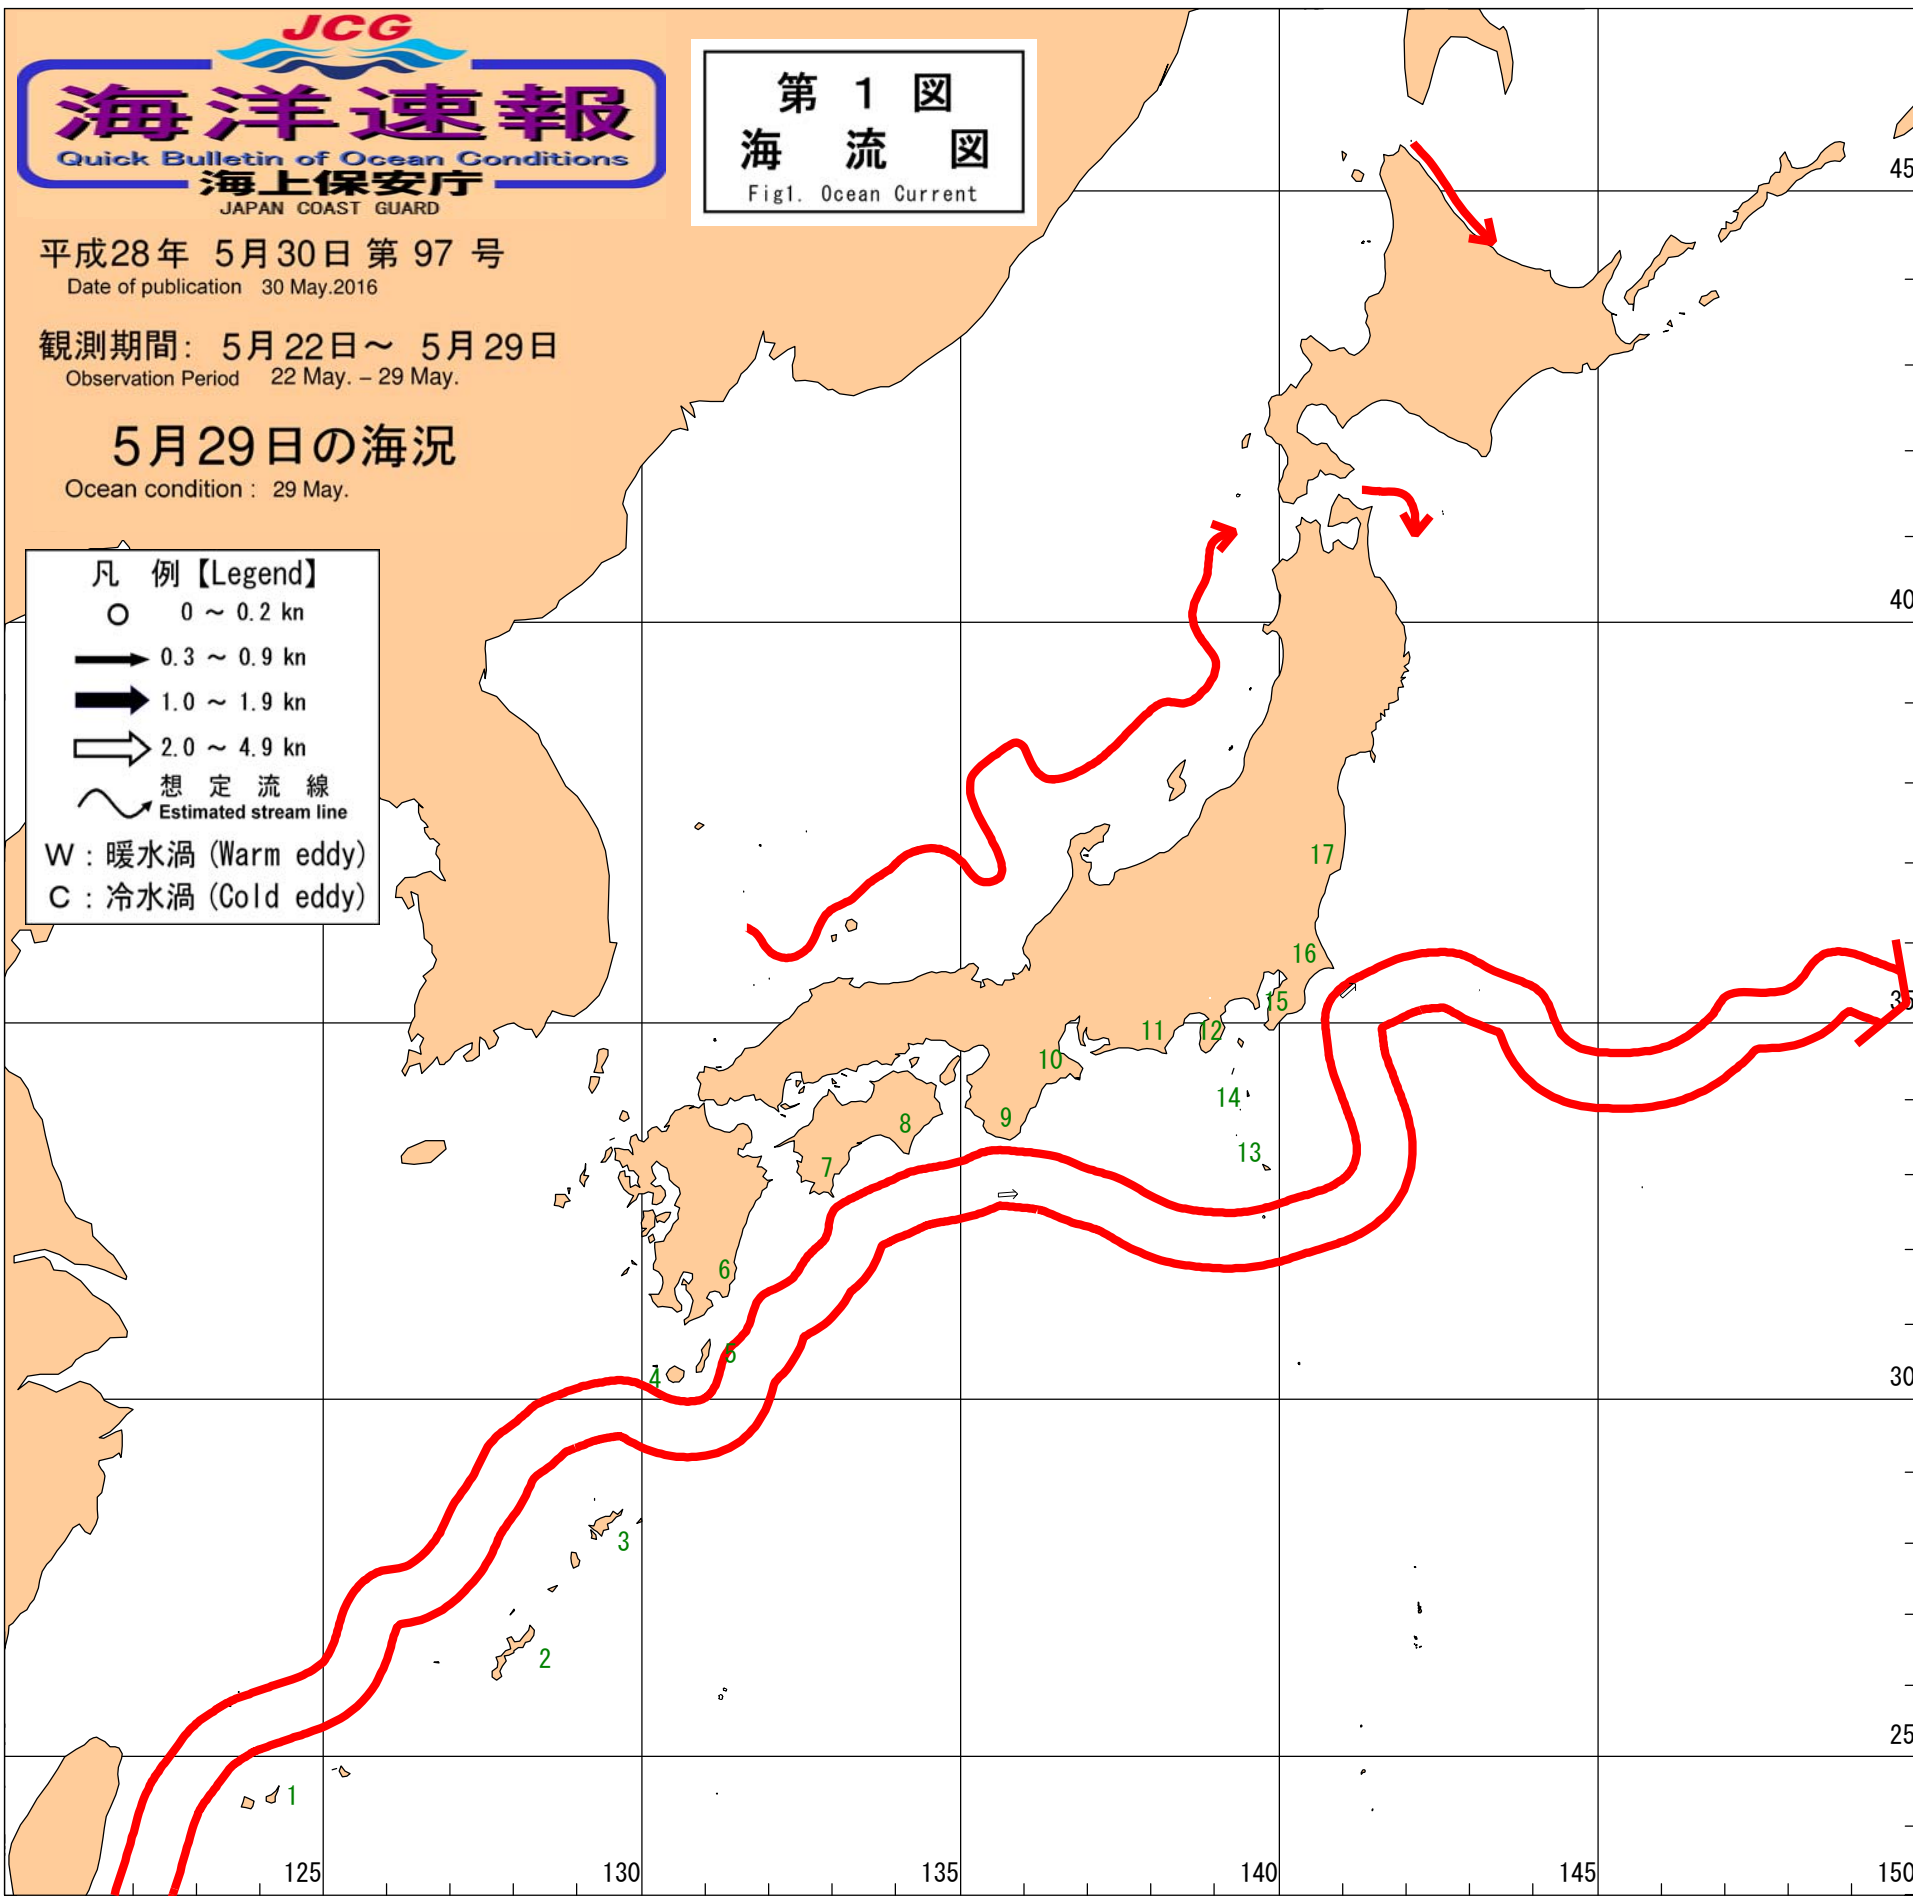 JCG
海洋速報
Quick Bulletin of Ocean Conditions
海上保安庁
JAPAN COAST GUARD
第 1 図
海 流 図
Fig1. Ocean Current
平成28年 5月30日 第 97 号
Date of publication 30 May.2016
観測期間: 5月22日～ 5月29日
Observation Period 22 May. – 29 May.
5月29日の海況
Ocean condition : 29 May.
凡 例【Legend】
0 ～ 0.2 kn
0.3 ～ 0.9 kn
1.0 ～ 1.9 kn
2.0 ～ 4.9 kn
想 定 流 線
Estimated stream line
W : 暖水渦 (Warm eddy)
C : 冷水渦 (Cold eddy)
45
40
35
30
25
17
16
15
12
11
10
14
9
8
13
7
6
5
4
3
2
1
125
130
135
140
145
150